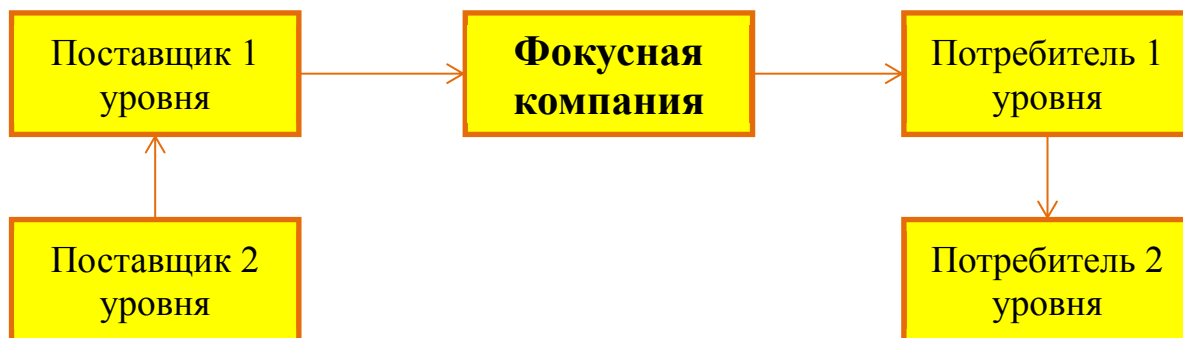 Поставщик 1
уровня
Фокусная
компания
Потребитель 1
уровня
Поставщик 2
уровня
Потребитель 2
уровня